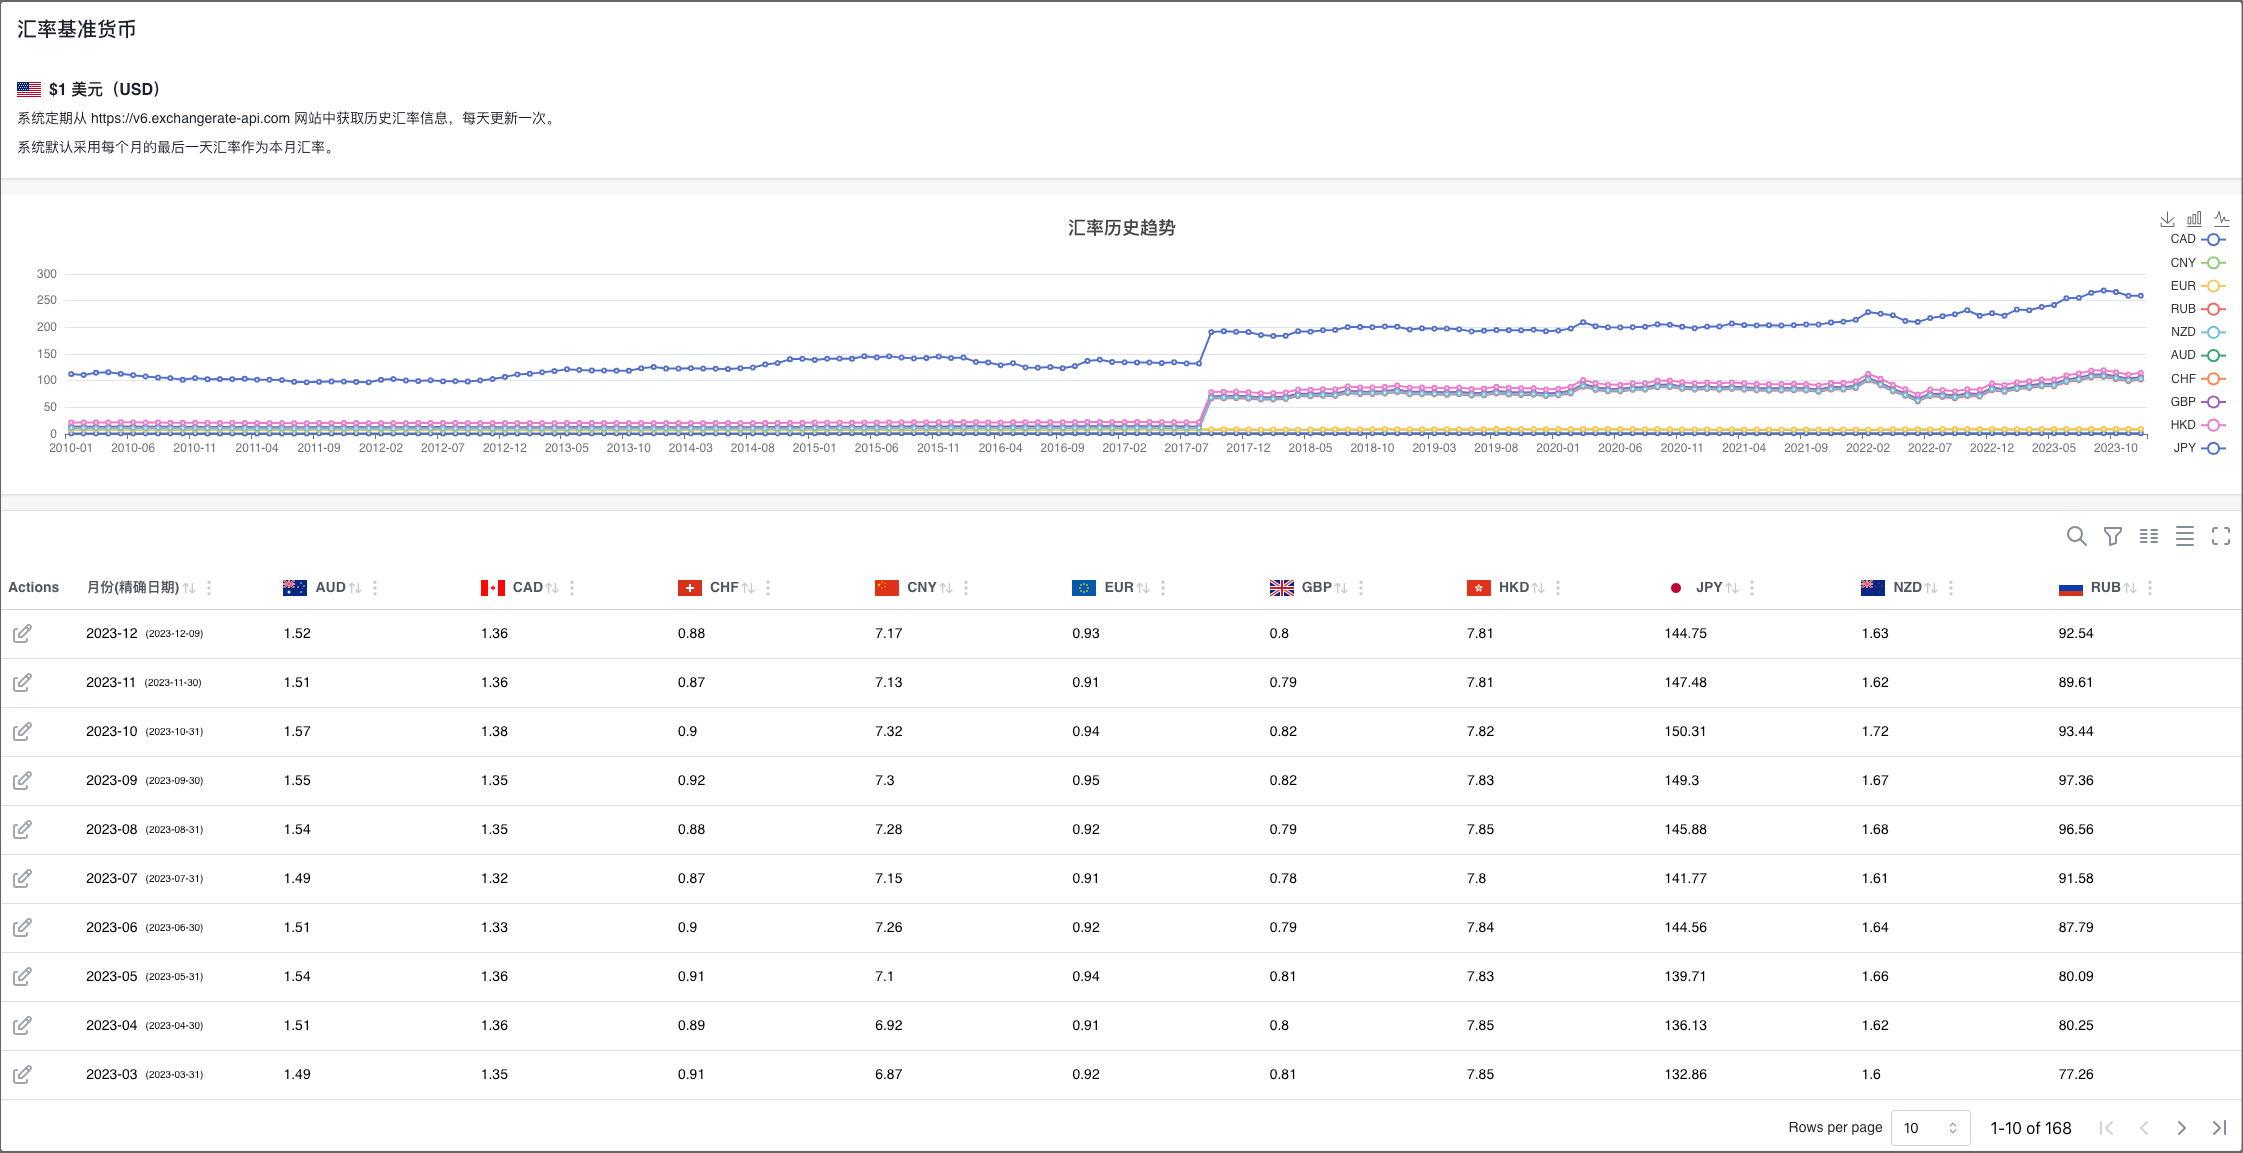 汇率基准货币
$1 美元（USD）
系统定期从 https://v6.exchangerate-api.com 网站中获取历史汇率信息，每天更新一次。
系统默认采用每个月的最后一天汇率作为本月汇率。
汇率历史趋势
CAD
CNY
EUR
RUB
NZD
AUD
CHF
GBP
HKD
JPY
300
250
200
150
100
50
0
2010-01 2010-06 2010-11 2011-04 2011-09 2012-02 2012-07 2012-12 2013-05 2013-10 2014-03 2014-08 2015-01 2015-06 2015-11 2016-04 2016-09 2017-02 2017-07 2017-12 2018-05 2018-10 2019-03 2019-08 2020-01 2020-06 2020-11 2021-04 2021-09 2022-02 2022-07 2022-12 2023-05 2023-10
Actions 月份(精确日期) AUD CAD CHF CNY EUR GBP HKD JPY NZD RUB
2023-12 (2023-12-09) 1.52 1.36 0.88 7.17 0.93 0.8 7.81 144.75 1.63 92.54
2023-11 (2023-11-30) 1.51 1.36 0.87 7.13 0.91 0.79 7.81 147.48 1.62 89.61
2023-10 (2023-10-31) 1.57 1.38 0.9 7.32 0.94 0.82 7.82 150.31 1.72 93.44
2023-09 (2023-09-30) 1.55 1.35 0.92 7.3 0.95 0.82 7.83 149.3 1.67 97.36
2023-08 (2023-08-31) 1.54 1.35 0.88 7.28 0.92 0.79 7.85 145.88 1.68 96.56
2023-07 (2023-07-31) 1.49 1.32 0.87 7.15 0.91 0.78 7.8 141.77 1.61 91.58
2023-06 (2023-06-30) 1.51 1.33 0.9 7.26 0.92 0.79 7.84 144.56 1.64 87.79
2023-05 (2023-05-31) 1.54 1.36 0.91 7.1 0.94 0.81 7.83 139.71 1.66 80.09
2023-04 (2023-04-30) 1.51 1.36 0.89 6.92 0.91 0.8 7.85 136.13 1.62 80.25
2023-03 (2023-03-31) 1.49 1.35 0.91 6.87 0.92 0.81 7.85 132.86 1.6 77.26
Rows per page 10 1-10 of 168